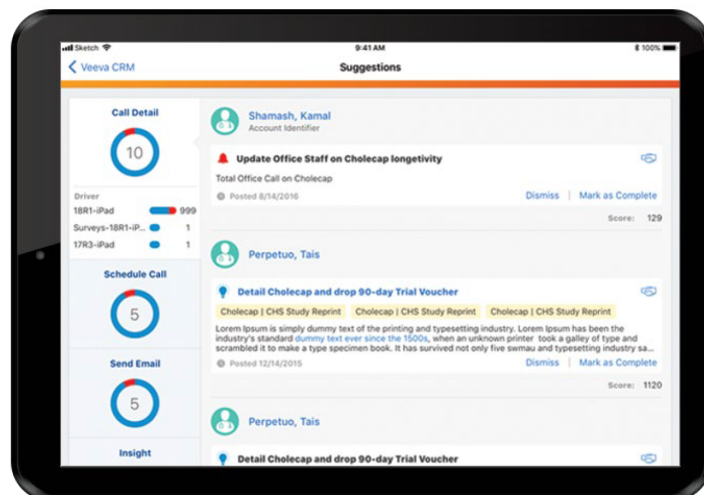 Sketch
9:41 AM
100%
Veeva CRM
Suggestions
Call Detail
10
Driver
18R1-iPad 999
Surveys-18R1-iP... 1
17R3-iPad 1
Schedule Call
5
Send Email
5
Insight
Shamash, Kamal
Account Identifier
Update Office Staff on Cholecap longetivity
Total Office Call on Cholecap
Posted 8/14/2016
Dismiss | Mark as Complete
Score: 129
Perpetuo, Tais
Detail Cholecap and drop 90-day Trial Voucher
Cholecap | CHS Study Reprint Cholecap | CHS Study Reprint Cholecap | CHS Study Reprint
Lorem Ipsum is simply dummy text of the printing and typesetting industry. Lorem Ipsum has been the
industry's standard dummy text ever since the 1500s, when an unknown printer took a galley of type and
scrambled it to make a type specimen book. It has survived not only five swmau and typesetting industry sa...
Posted 12/14/2015
Dismiss | Mark as Complete
Score: 1120
Perpetuo, Tais
Detail Cholecap and drop 90-day Trial Voucher